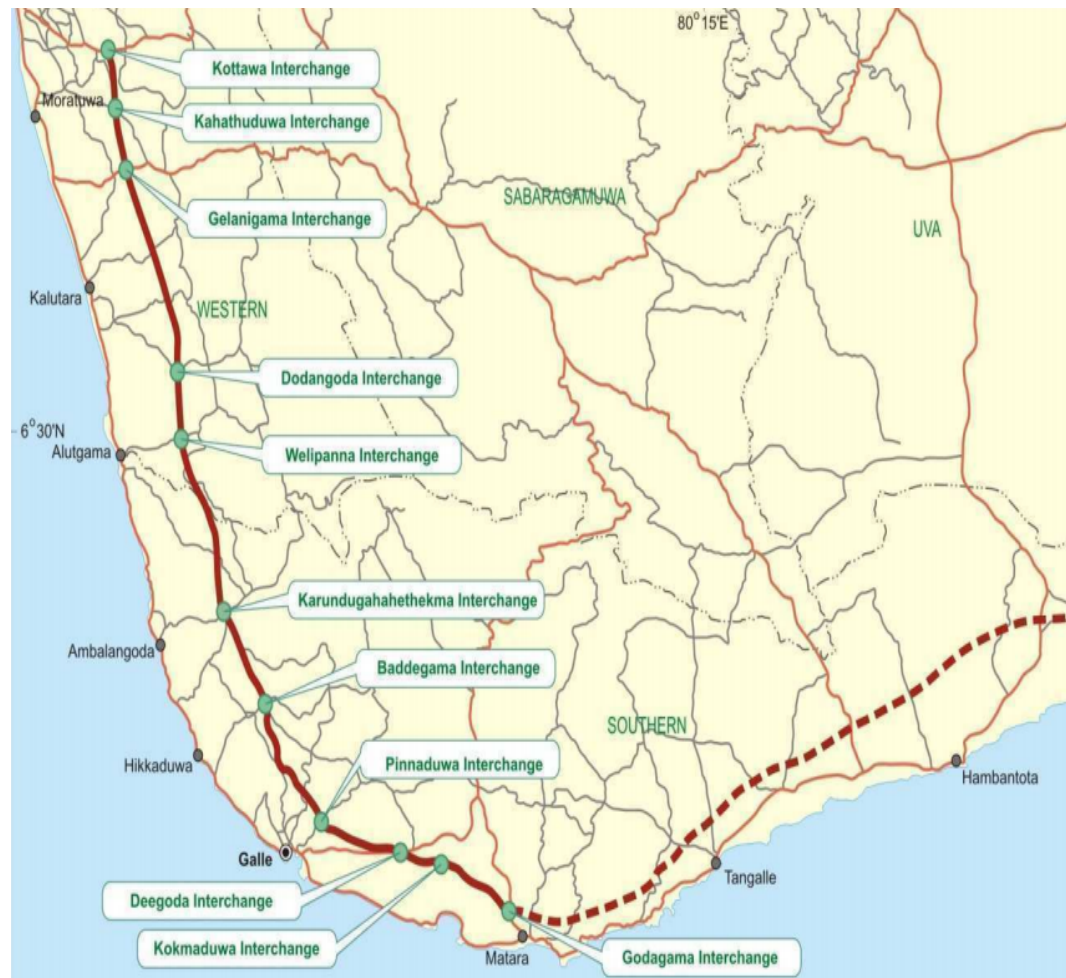 80°15'E
Kottawa Interchange
Moratuwa
Kahathuduwa Interchange
SABARAGAMUWA
Gelanigama Interchange
UVA
Kalutara
WESTERN
Dodangoda Interchange
6°30'N
Alutgama
Welipanna Interchange
Karundugahahethekma Interchange
Ambalangoda
Baddegama Interchange
SOUTHERN
Hikkaduwa
Pinnaduwa Interchange
Hambantota
Galle
Tangalle
Deegoda Interchange
Kokmaduwa Interchange
Matara
Godagama Interchange